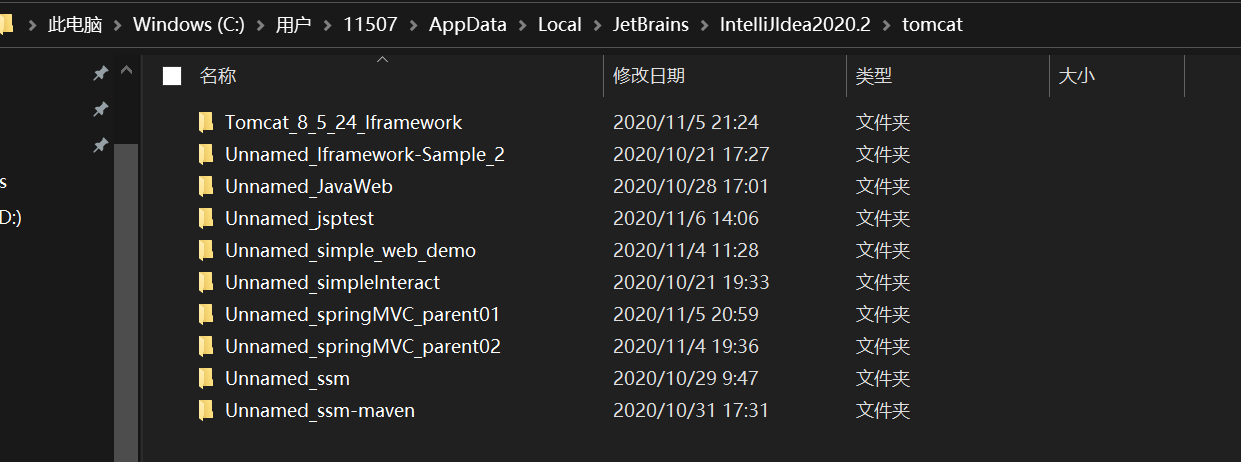 此电脑 > Windows (C:) > 用户 > 11507 > AppData > Local > JetBrains > IntelliJIdea2020.2 > tomcat
名称 修改日期 类型 大小
Tomcat_8_5_24_lframework 2020/11/5 21:24 文件夹
Unnamed_lframework-Sample_2 2020/10/21 17:27 文件夹
s Unnamed_JavaWeb 2020/10/28 17:01 文件夹
D:) Unnamed_jsptest 2020/11/6 14:06 文件夹
Unnamed_simple_web_demo 2020/11/4 11:28 文件夹
Unnamed_simpleInteract 2020/10/21 19:33 文件夹
Unnamed_springMVC_parent01 2020/11/5 20:59 文件夹
Unnamed_springMVC_parent02 2020/11/4 19:36 文件夹
Unnamed_ssm 2020/10/29 9:47 文件夹
Unnamed_ssm-maven 2020/10/31 17:31 文件夹